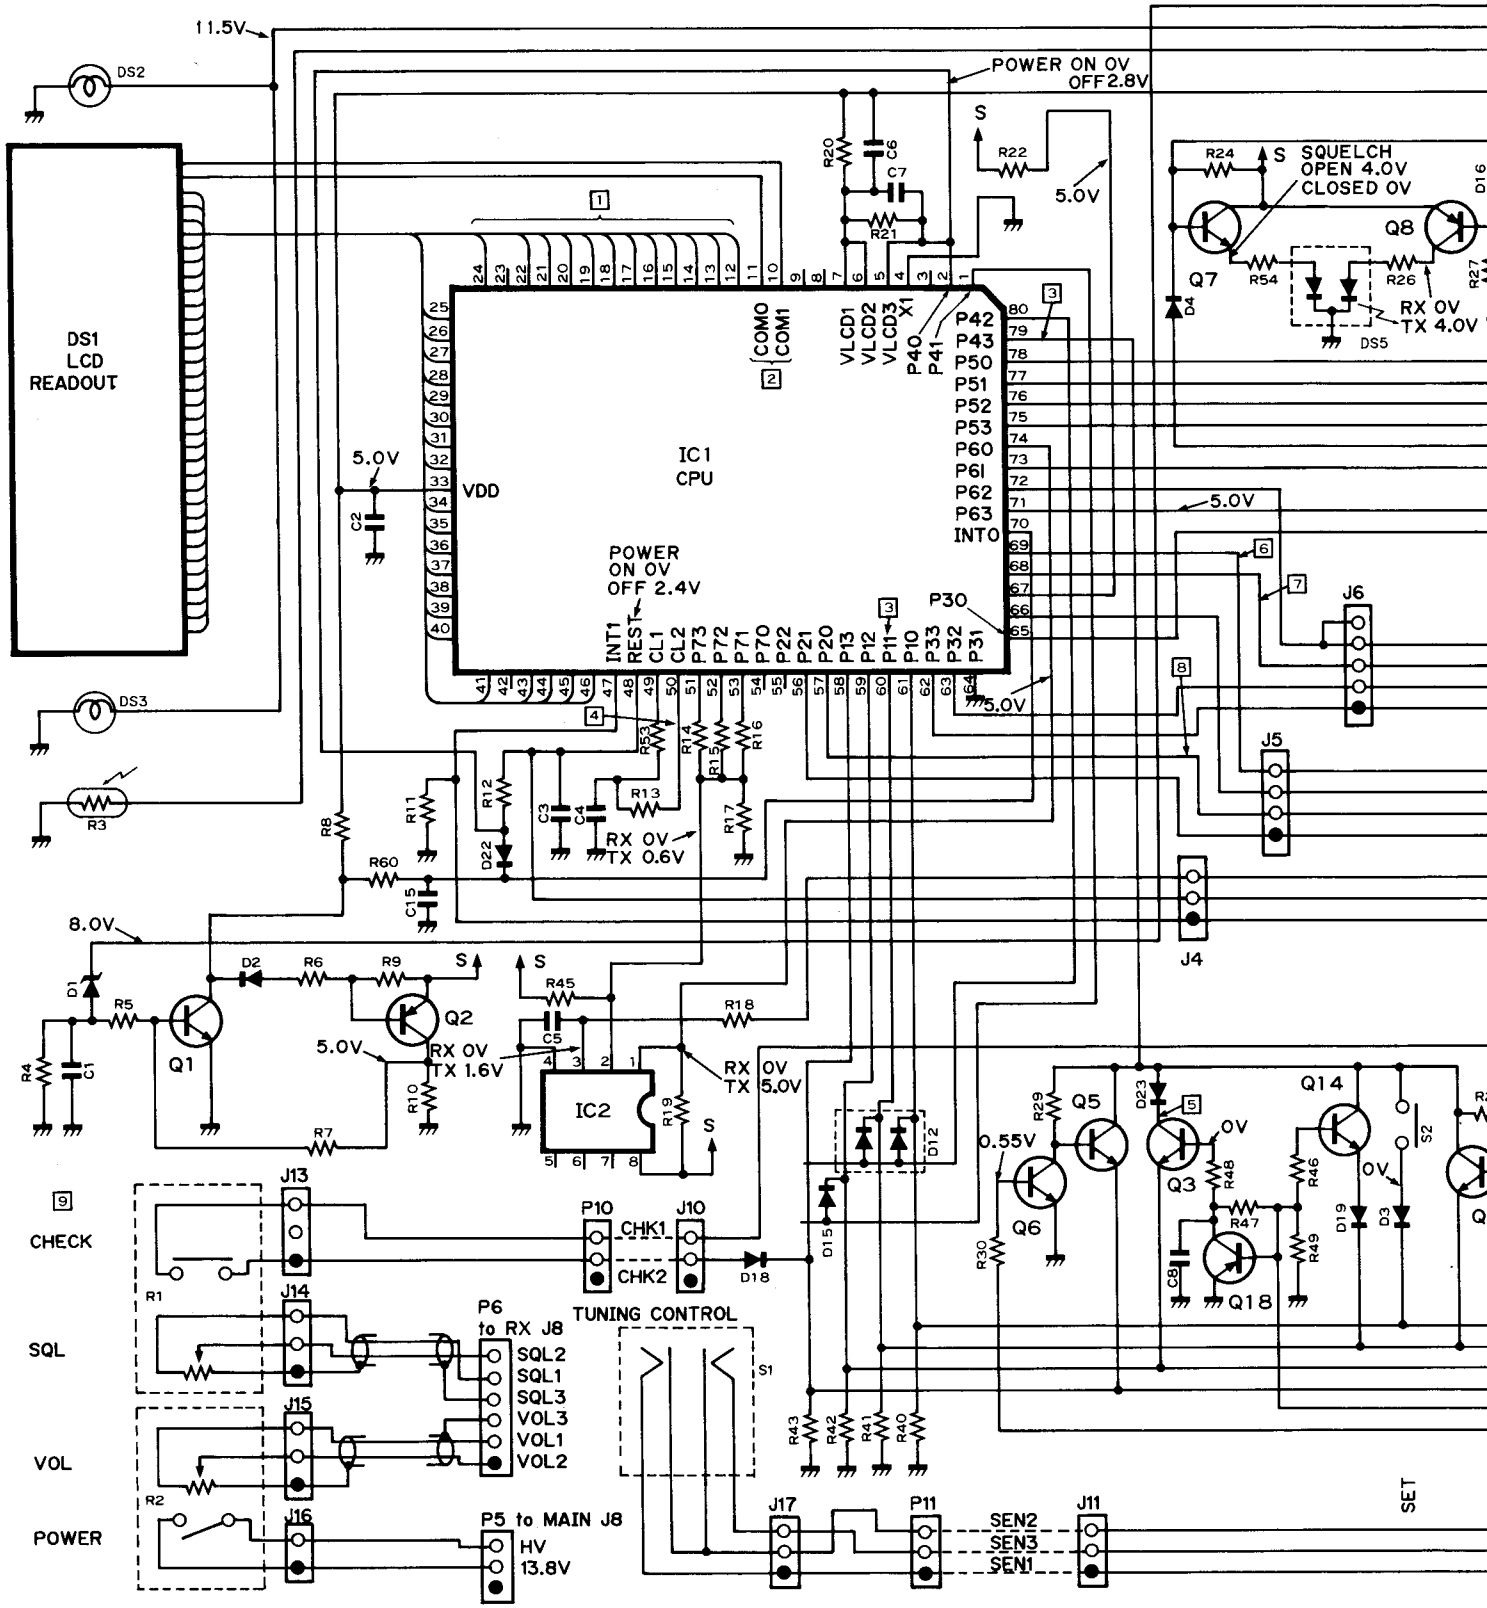 11.5V
DS2
POWER ON 0V
OFF 2.8V
S
R20
C6
C7
R21
R22
5.0V
R24
S
SQUELCH
OPEN 4.0V
CLOSED 0V
D16
Q7
Q8
R54
R26
R27
D4
DS5
RX 0V
TX 4.0V
DS1
LCD
READOUT
1
24 23 22 21 20 19 18 17 16 15 14 13 12 11 10 9 8 7 6 5 4 3 2 1
COM0
COM1
2
VLCD1
VLCD2
VLCD3
X1
P40
P41
3
25
26
27
28
29
30
31
32
33
34
35
36
37
38
39
40
VDD
5.0V
C2
IC1
CPU
P42
P43
P50
P51
P52
P53
P60
P61
P62
P63
INT0
P30
80
79
78
77
76
75
74
73
72
71
70
69
68
67
66
65
5.0V
6
7
J6
POWER
ON 0V
OFF 2.4V
3
INT1
REST
CL1
CL2
P73
P72
P71
P70
P22
P21
P20
P13
P12
P11
P10
P33
P32
P31
41 42 43 44 45 46 47 48 49 50 51 52 53 54 55 56 57 58 59 60 61 62 63 64
5.0V
8
J5
DS3
R3
4
R53
R14
R15
R16
R8
R11
R12
C3
C4
R13
R17
D22
RX 0V
TX 0.6V
R60
C15
J4
8.0V
D1
D2
R6
R9
S
S
R5
Q1
Q2
R4
C1
5.0V
RX 0V
TX 1.6V
R10
R7
R45
C5
R18
4 3 2 1
IC2
5 6 7 8
R19
RX 0V
TX 5.0V
S
D12
D15
0.55V
R29
Q5
Q6
R30
D23
5
0V
Q3
R48
R47
C8
Q18
R46
R49
Q14
0V
D19
D3
S2
9
CHECK
R1
J13
P10
CHK1
CHK2
J10
D18
SQL
J14
P6
to RX J8
SQL2
SQL1
SQL3
VOL3
VOL1
VOL2
TUNING CONTROL
S1
VOL
R2
J15
R43
R42
R41
R40
POWER
J16
P5 to MAIN J8
HV
13.8V
J17
P11
SEN2
SEN3
SEN1
J11
SET